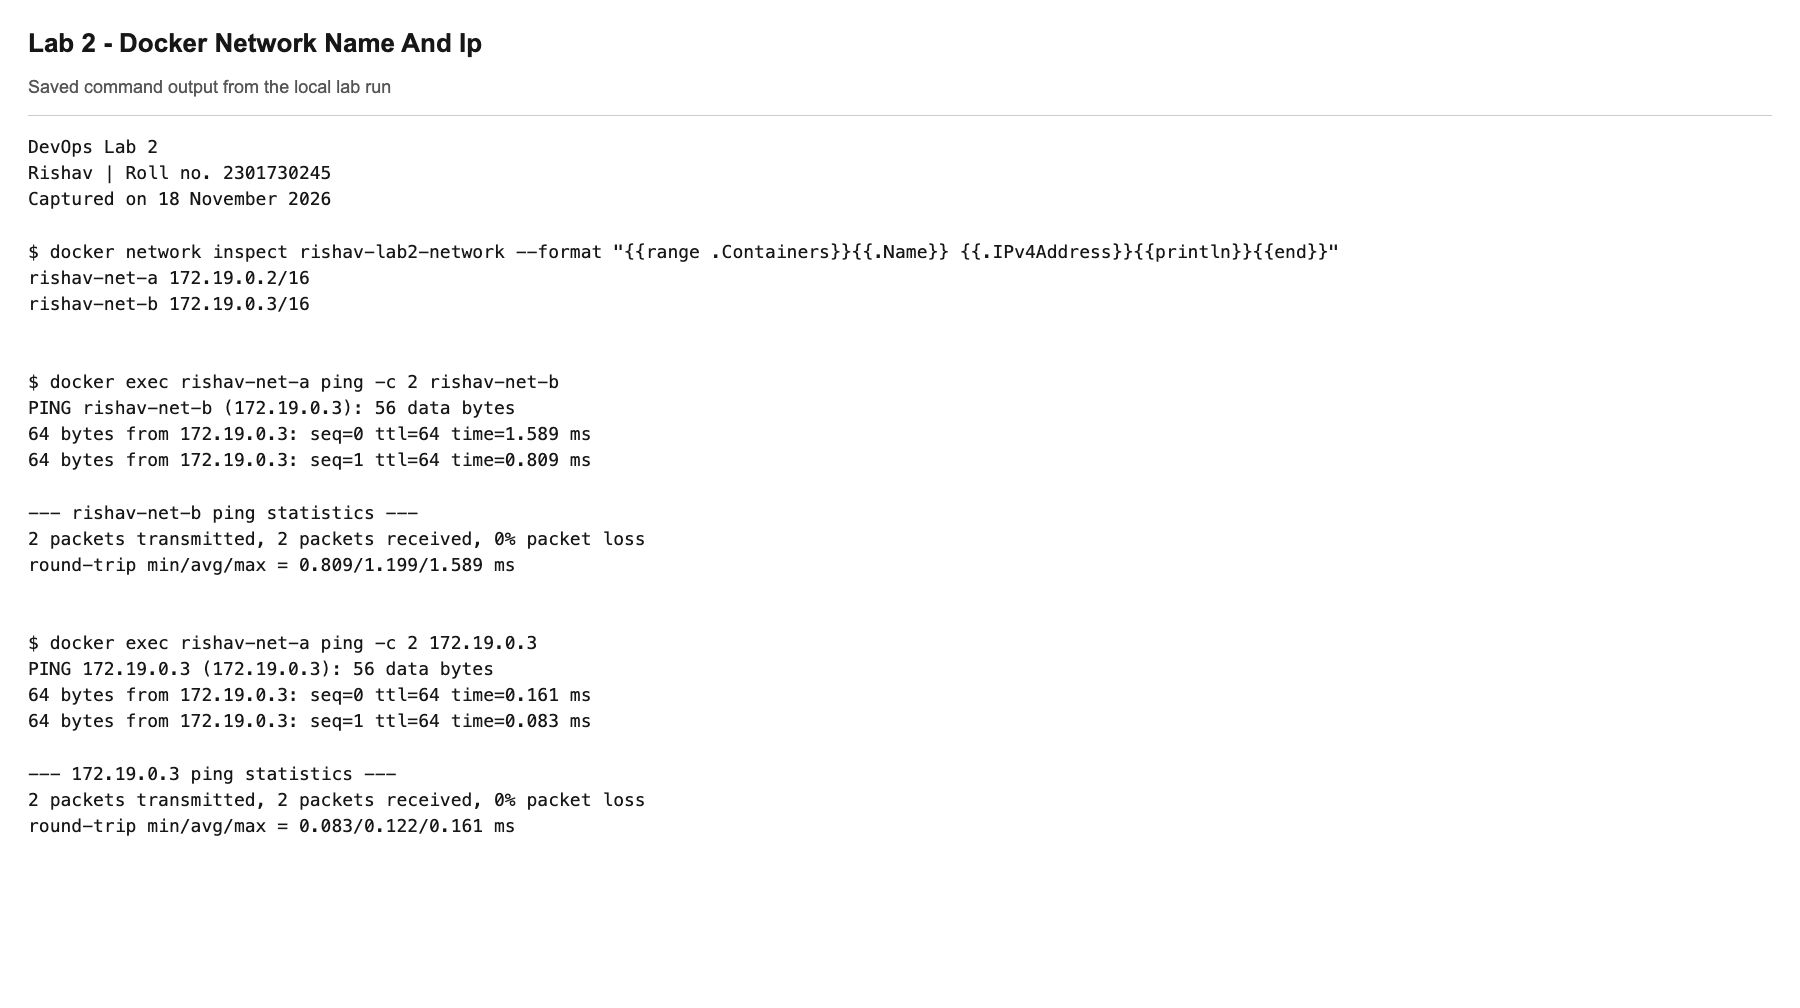 Lab 2 - Docker Network Name And Ip
Saved command output from the local lab run
DevOps Lab 2
Rishav | Roll no. 2301730245
Captured on 18 November 2026
$ docker network inspect rishav-lab2-network --format "{{range .Containers}}{{.Name}} {{.IPv4Address}}{{println}}{{end}}"
rishav-net-a 172.19.0.2/16
rishav-net-b 172.19.0.3/16
$ docker exec rishav-net-a ping -c 2 rishav-net-b
PING rishav-net-b (172.19.0.3): 56 data bytes
64 bytes from 172.19.0.3: seq=0 ttl=64 time=1.589 ms
64 bytes from 172.19.0.3: seq=1 ttl=64 time=0.809 ms
--- rishav-net-b ping statistics ---
2 packets transmitted, 2 packets received, 0% packet loss
round-trip min/avg/max = 0.809/1.199/1.589 ms
$ docker exec rishav-net-a ping -c 2 172.19.0.3
PING 172.19.0.3 (172.19.0.3): 56 data bytes
64 bytes from 172.19.0.3: seq=0 ttl=64 time=0.161 ms
64 bytes from 172.19.0.3: seq=1 ttl=64 time=0.083 ms
--- 172.19.0.3 ping statistics ---
2 packets transmitted, 2 packets received, 0% packet loss
round-trip min/avg/max = 0.083/0.122/0.161 ms